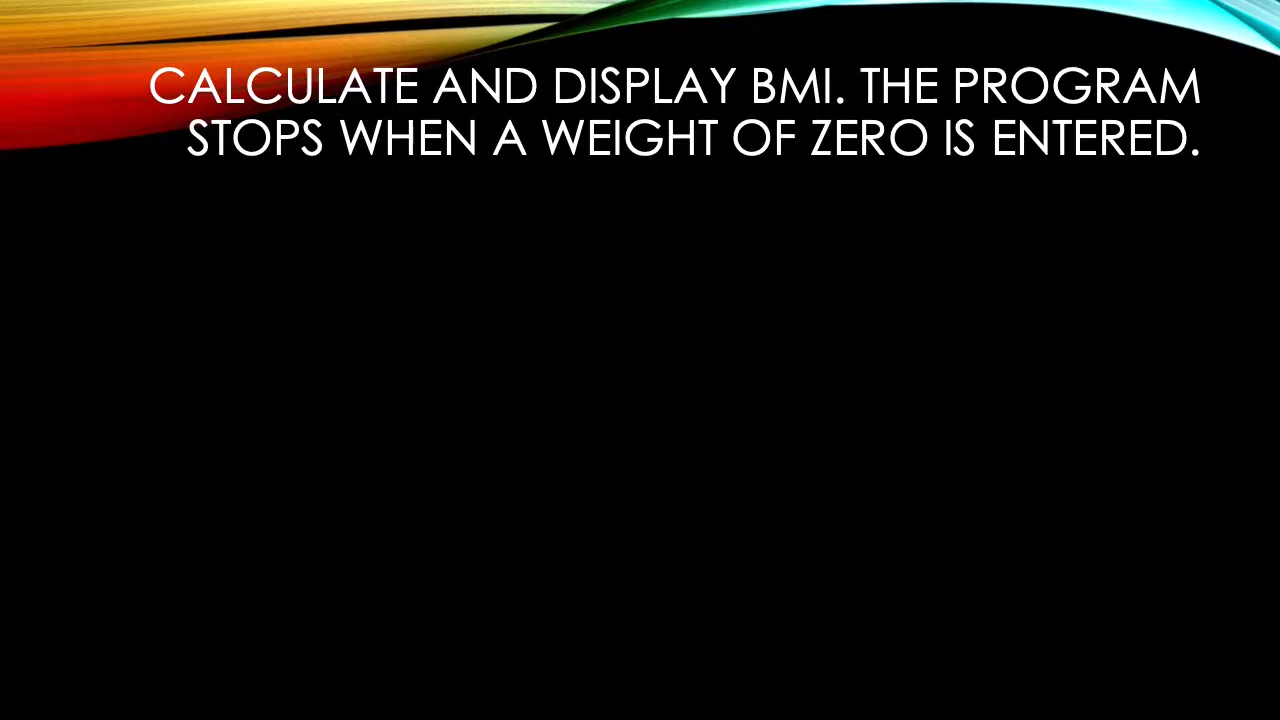 CALCULATE AND DISPLAY BMI. THE PROGRAM
STOPS WHEN A WEIGHT OF ZERO IS ENTERED.